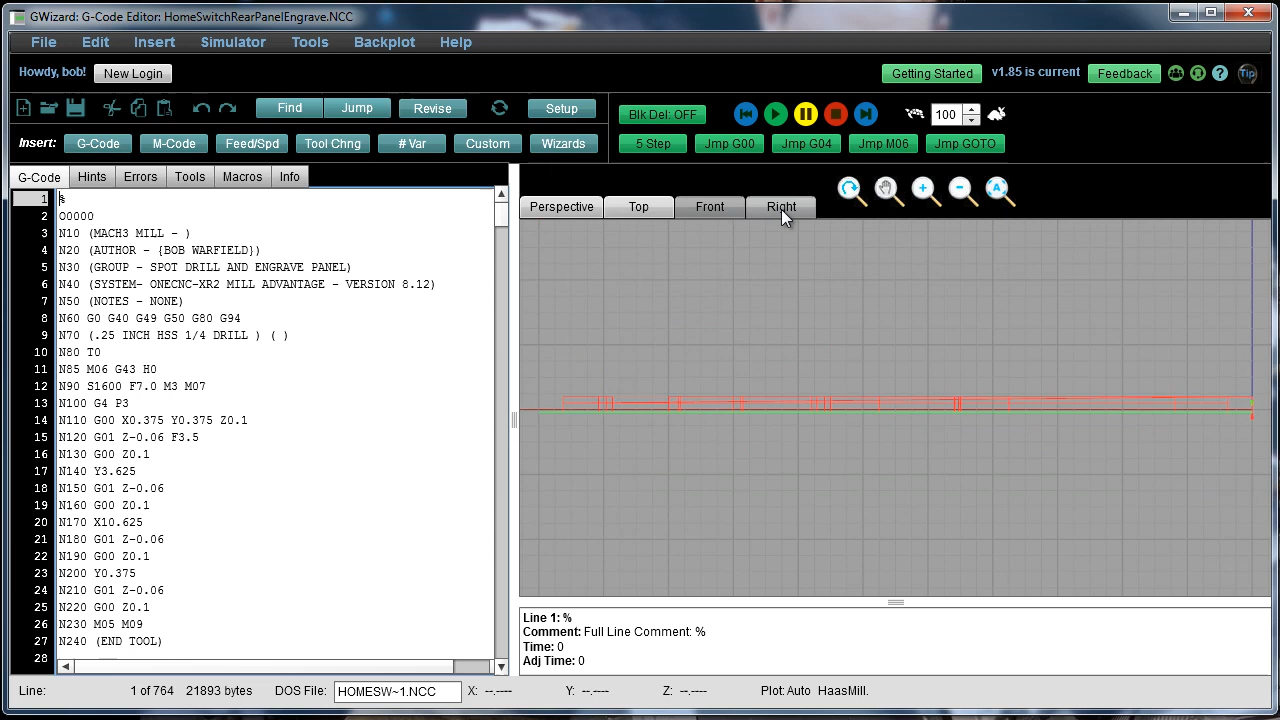 GWizard: G-Code Editor: HomeSwitchRearPanelEngrave.NCC
File Edit Insert Simulator Tools Backplot Help
Howdy, bob! New Login Getting Started v1.85 is current Feedback ? Tip
Find Jump Revise Setup Blk Del: OFF 100
Insert: G-Code M-Code Feed/Spd Tool Chng # Var Custom Wizards 5 Step Jmp G00 Jmp G04 Jmp M06 Jmp GOTO
G-Code Hints Errors Tools Macros Info
Perspective Top Front Right
1 %
2 O0000
3 N10 (MACH3 MILL - )
4 N20 (AUTHOR - {BOB WARFIELD})
5 N30 (GROUP - SPOT DRILL AND ENGRAVE PANEL)
6 N40 (SYSTEM- ONECNC-XR2 MILL ADVANTAGE - VERSION 8.12)
7 N50 (NOTES - NONE)
8 N60 G0 G40 G49 G50 G80 G94
9 N70 (.25 INCH HSS 1/4 DRILL ) ( )
10 N80 T0
11 N85 M06 G43 H0
12 N90 S1600 F7.0 M3 M07
13 N100 G4 P3
14 N110 G00 X0.375 Y0.375 Z0.1
15 N120 G01 Z-0.06 F3.5
16 N130 G00 Z0.1
17 N140 Y3.625
18 N150 G01 Z-0.06
19 N160 G00 Z0.1
20 N170 X10.625
21 N180 G01 Z-0.06
22 N190 G00 Z0.1
23 N200 Y0.375
24 N210 G01 Z-0.06
25 N220 G00 Z0.1
26 N230 M05 M09
27 N240 (END TOOL)
28
Line 1: %
Comment: Full Line Comment: %
Time: 0
Adj Time: 0
Line: 1 of 764 21893 bytes DOS File: HOMESW~1.NCC X: --.---- Y: --.---- Z: --.---- Plot: Auto HaasMill.